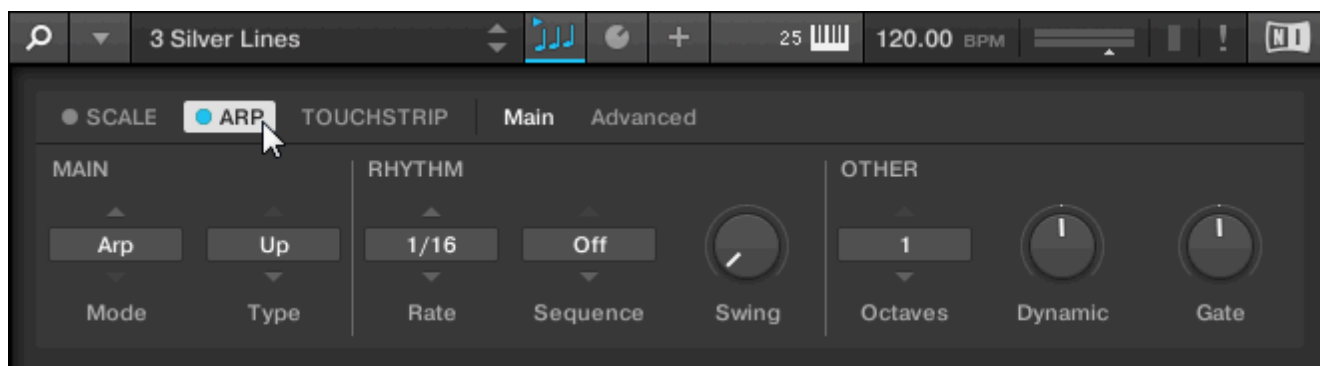 3 Silver Lines 25 120.00 BPM ! NI
SCALE ARP TOUCHSTRIP Main Advanced
MAIN RHYTHM OTHER
Arp Up 1/16 Off 1
Mode Type Rate Sequence Swing Octaves Dynamic Gate